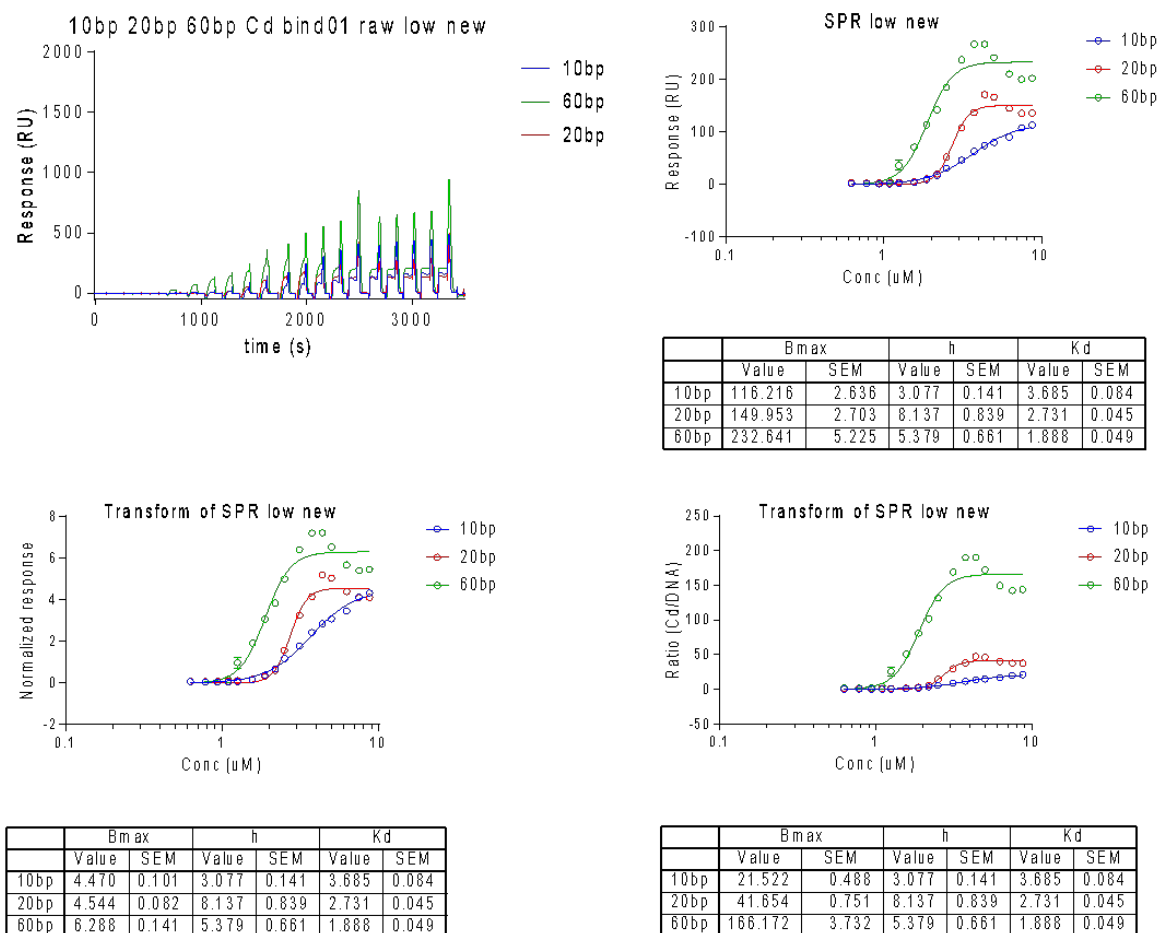 10bp 20bp 60bp Cd bind01 raw low new
2000
1500
1000
500
0
Response (RU)
0 1000 2000 3000
time (s)
10bp
60bp
20bp
SPR low new
300
200
100
0
-100
Response (RU)
0.1 1 10
Conc (uM)
10bp
20bp
60bp
Bmax h Kd
Value SEM Value SEM Value SEM
10bp 116.216 2.636 3.077 0.141 3.685 0.084
20bp 149.953 2.703 8.137 0.839 2.731 0.045
60bp 232.641 5.225 5.379 0.661 1.888 0.049
Transform of SPR low new
8
6
4
2
0
-2
Normalized response
0.1 1 10
Conc (uM)
10bp
20bp
60bp
Bmax h Kd
Value SEM Value SEM Value SEM
10bp 4.470 0.101 3.077 0.141 3.685 0.084
20bp 4.544 0.082 8.137 0.839 2.731 0.045
60bp 6.288 0.141 5.379 0.661 1.888 0.049
Transform of SPR low new
250
200
150
100
50
0
-50
Ratio (Cd/DNA)
0.1 1 10
Conc (uM)
10bp
20bp
60bp
Bmax h Kd
Value SEM Value SEM Value SEM
10bp 21.522 0.488 3.077 0.141 3.685 0.084
20bp 41.654 0.751 8.137 0.839 2.731 0.045
60bp 166.172 3.732 5.379 0.661 1.888 0.049